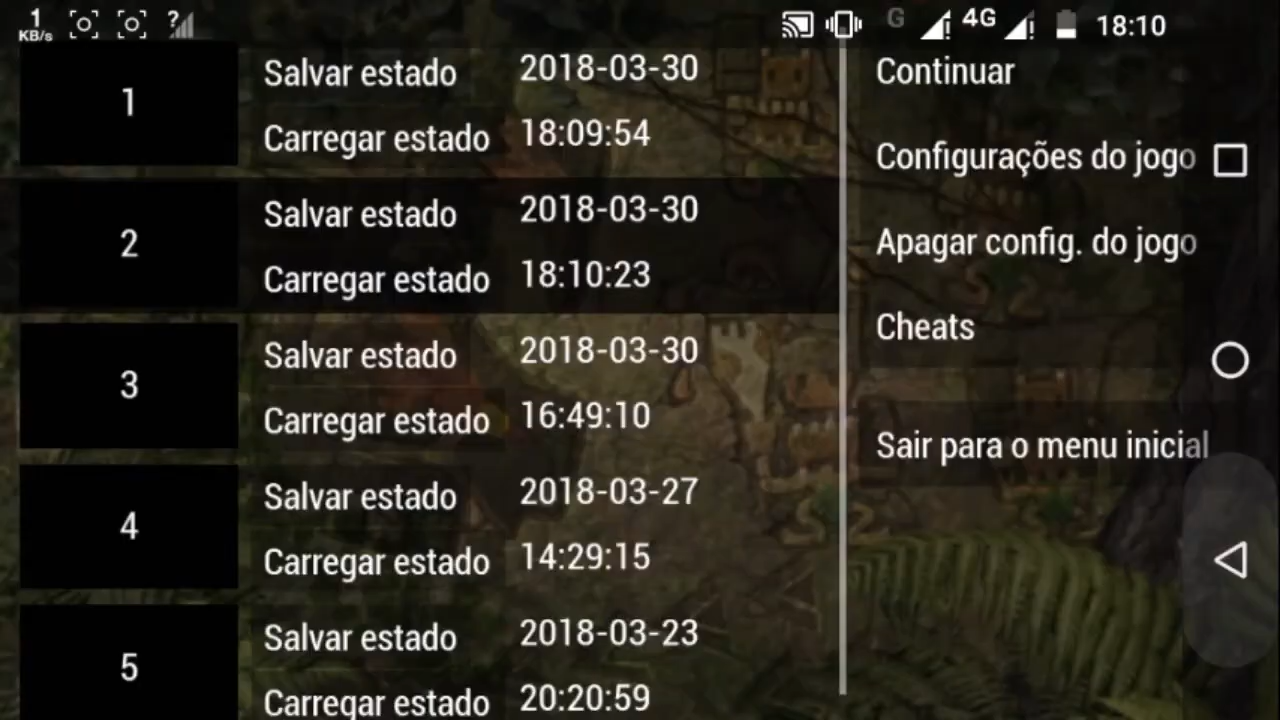 1 KB/s ? G 4G 18:10
1
Salvar estado 2018-03-30
Carregar estado 18:09:54
2
Salvar estado 2018-03-30
Carregar estado 18:10:23
3
Salvar estado 2018-03-30
Carregar estado 16:49:10
4
Salvar estado 2018-03-27
Carregar estado 14:29:15
5
Salvar estado 2018-03-23
Carregar estado 20:20:59
Continuar
Configurações do jogo
Apagar config. do jogo
Cheats
Sair para o menu inicial